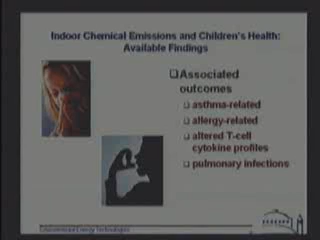 Indoor Chemical Emissions and Children's Health:
Available Findings
Associated
outcomes
asthma-related
allergy-related
altered T-cell
cytokine profiles
pulmonary infections
Environmental Energy Technologies